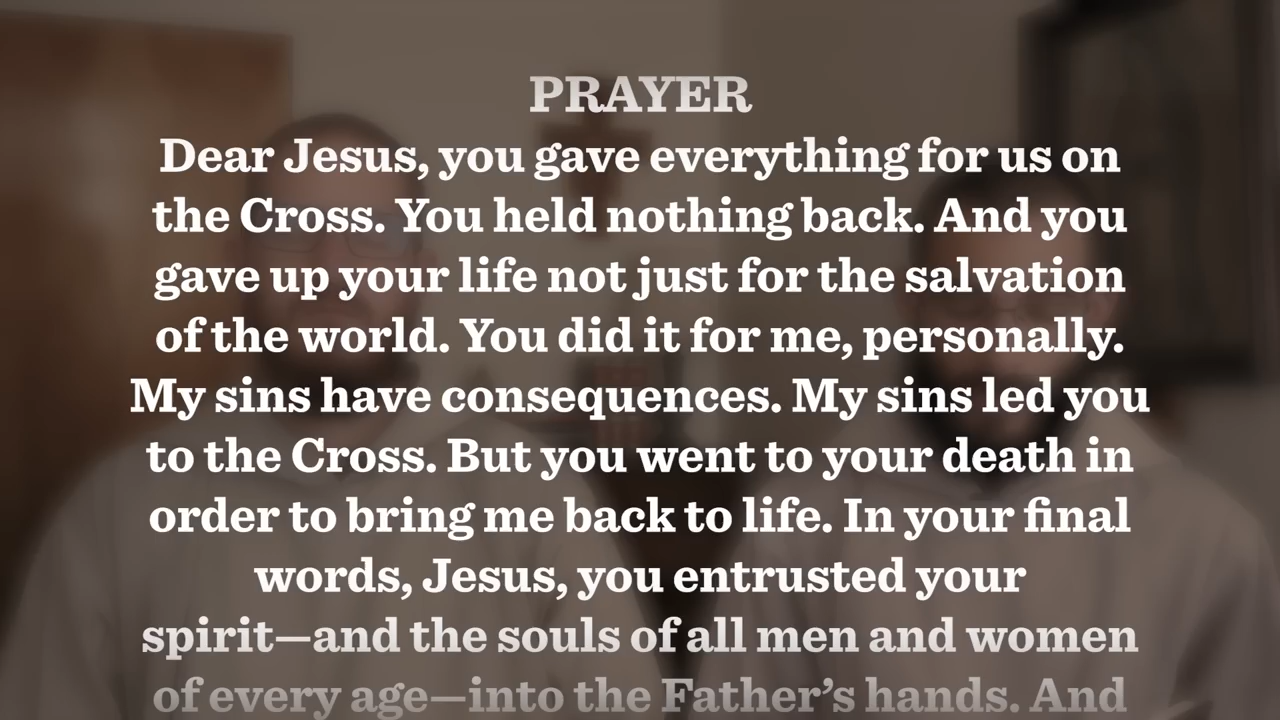 PRAYER
Dear Jesus, you gave everything for us on
the Cross. You held nothing back. And you
gave up your life not just for the salvation
of the world. You did it for me, personally.
My sins have consequences. My sins led you
to the Cross. But you went to your death in
order to bring me back to life. In your final
words, Jesus, you entrusted your
spirit—and the souls of all men and women
of every age—into the Father’s hands. And